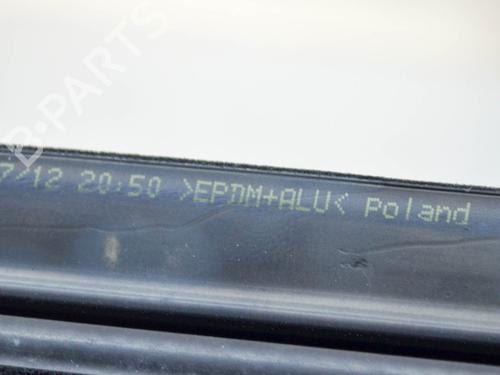 B-PARTS
7/12 20:50 >EPDM+ALU< poland